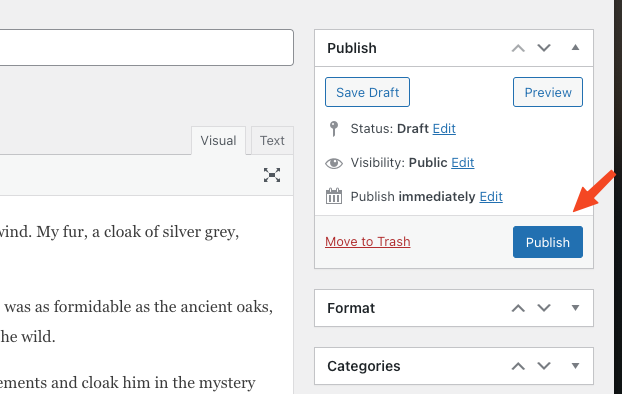 Publish
Save Draft
Preview
Status: Draft Edit
Visibility: Public Edit
Publish immediately Edit
Move to Trash
Publish
Format
Categories
Visual
Text
wind. My fur, a cloak of silver grey,
was as formidable as the ancient oaks,
he wild.
ements and cloak him in the mystery